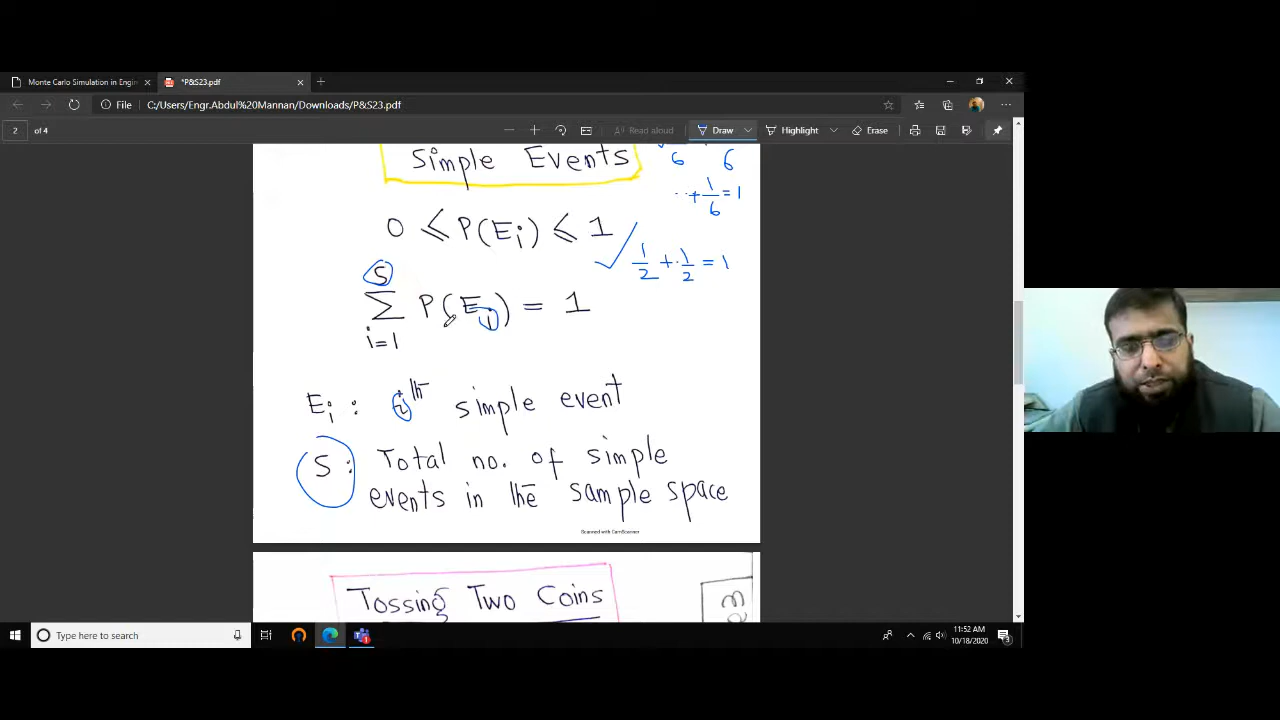 Monte Carlo Simulation in Engin
*P&S23.pdf
File C:/Users/Engr.Abdul%20Mannan/Downloads/P&S23.pdf
2 of 4
Read aloud Draw Highlight Erase
Simple Events
6 6
..+ 1/6 = 1
0 ≤ P(Ei) ≤ 1
1/2 + 1/2 = 1
S
Σ P(Ei) = 1
i=1
Ei : ith simple event
S : Total no. of simple
events in the sample space
Scanned with CamScanner
Tossing Two Coins
Type here to search
11:52 AM
10/18/2020